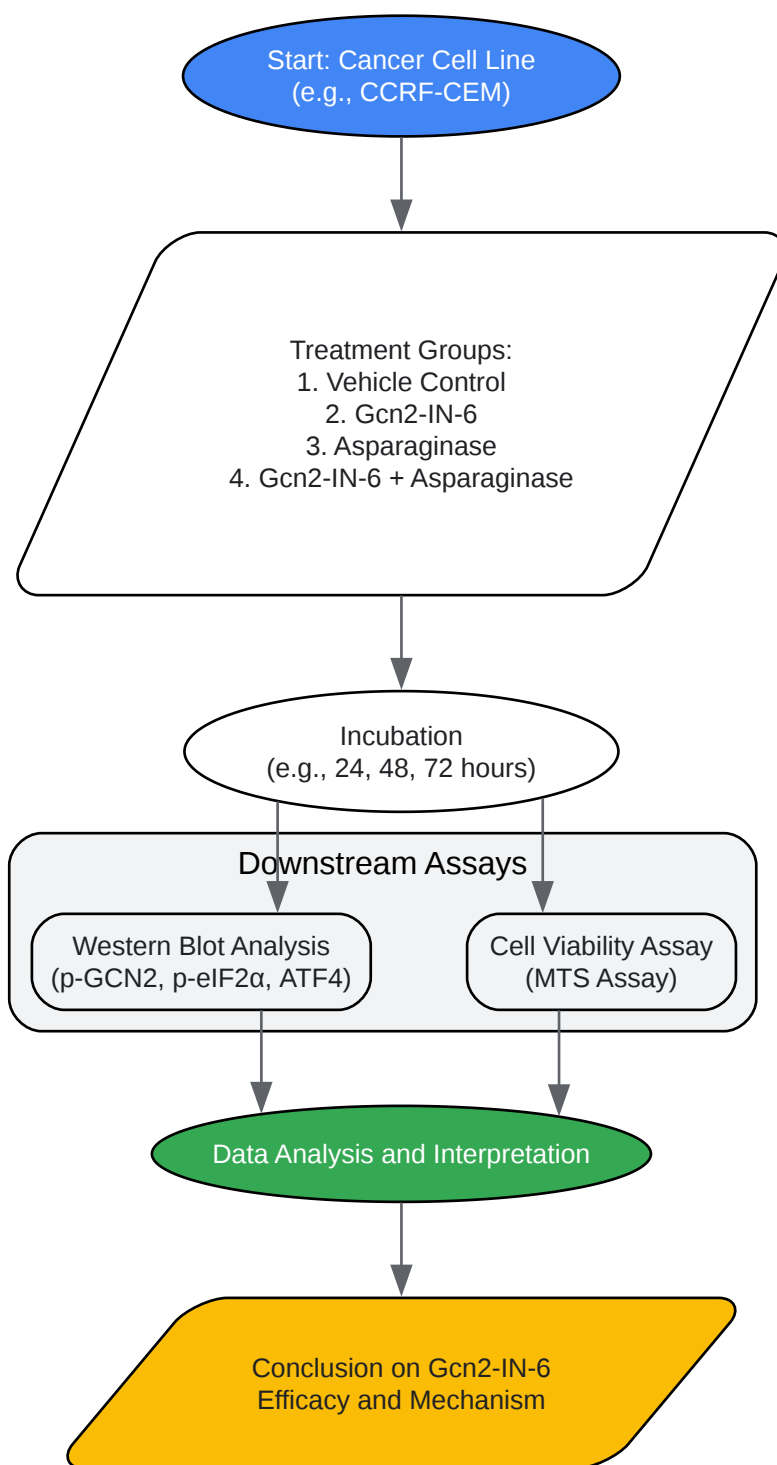 Start: Cancer Cell Line
(e.g., CCRF-CEM)
Treatment Groups:
1. Vehicle Control
2. Gcn2-IN-6
3. Asparaginase
4. Gcn2-IN-6 + Asparaginase
Incubation
(e.g., 24, 48, 72 hours)
Downstream Assays
Western Blot Analysis
(p-GCN2, p-eIF2α, ATF4)
Cell Viability Assay
(MTS Assay)
Data Analysis and Interpretation
Conclusion on Gcn2-IN-6
Efficacy and Mechanism